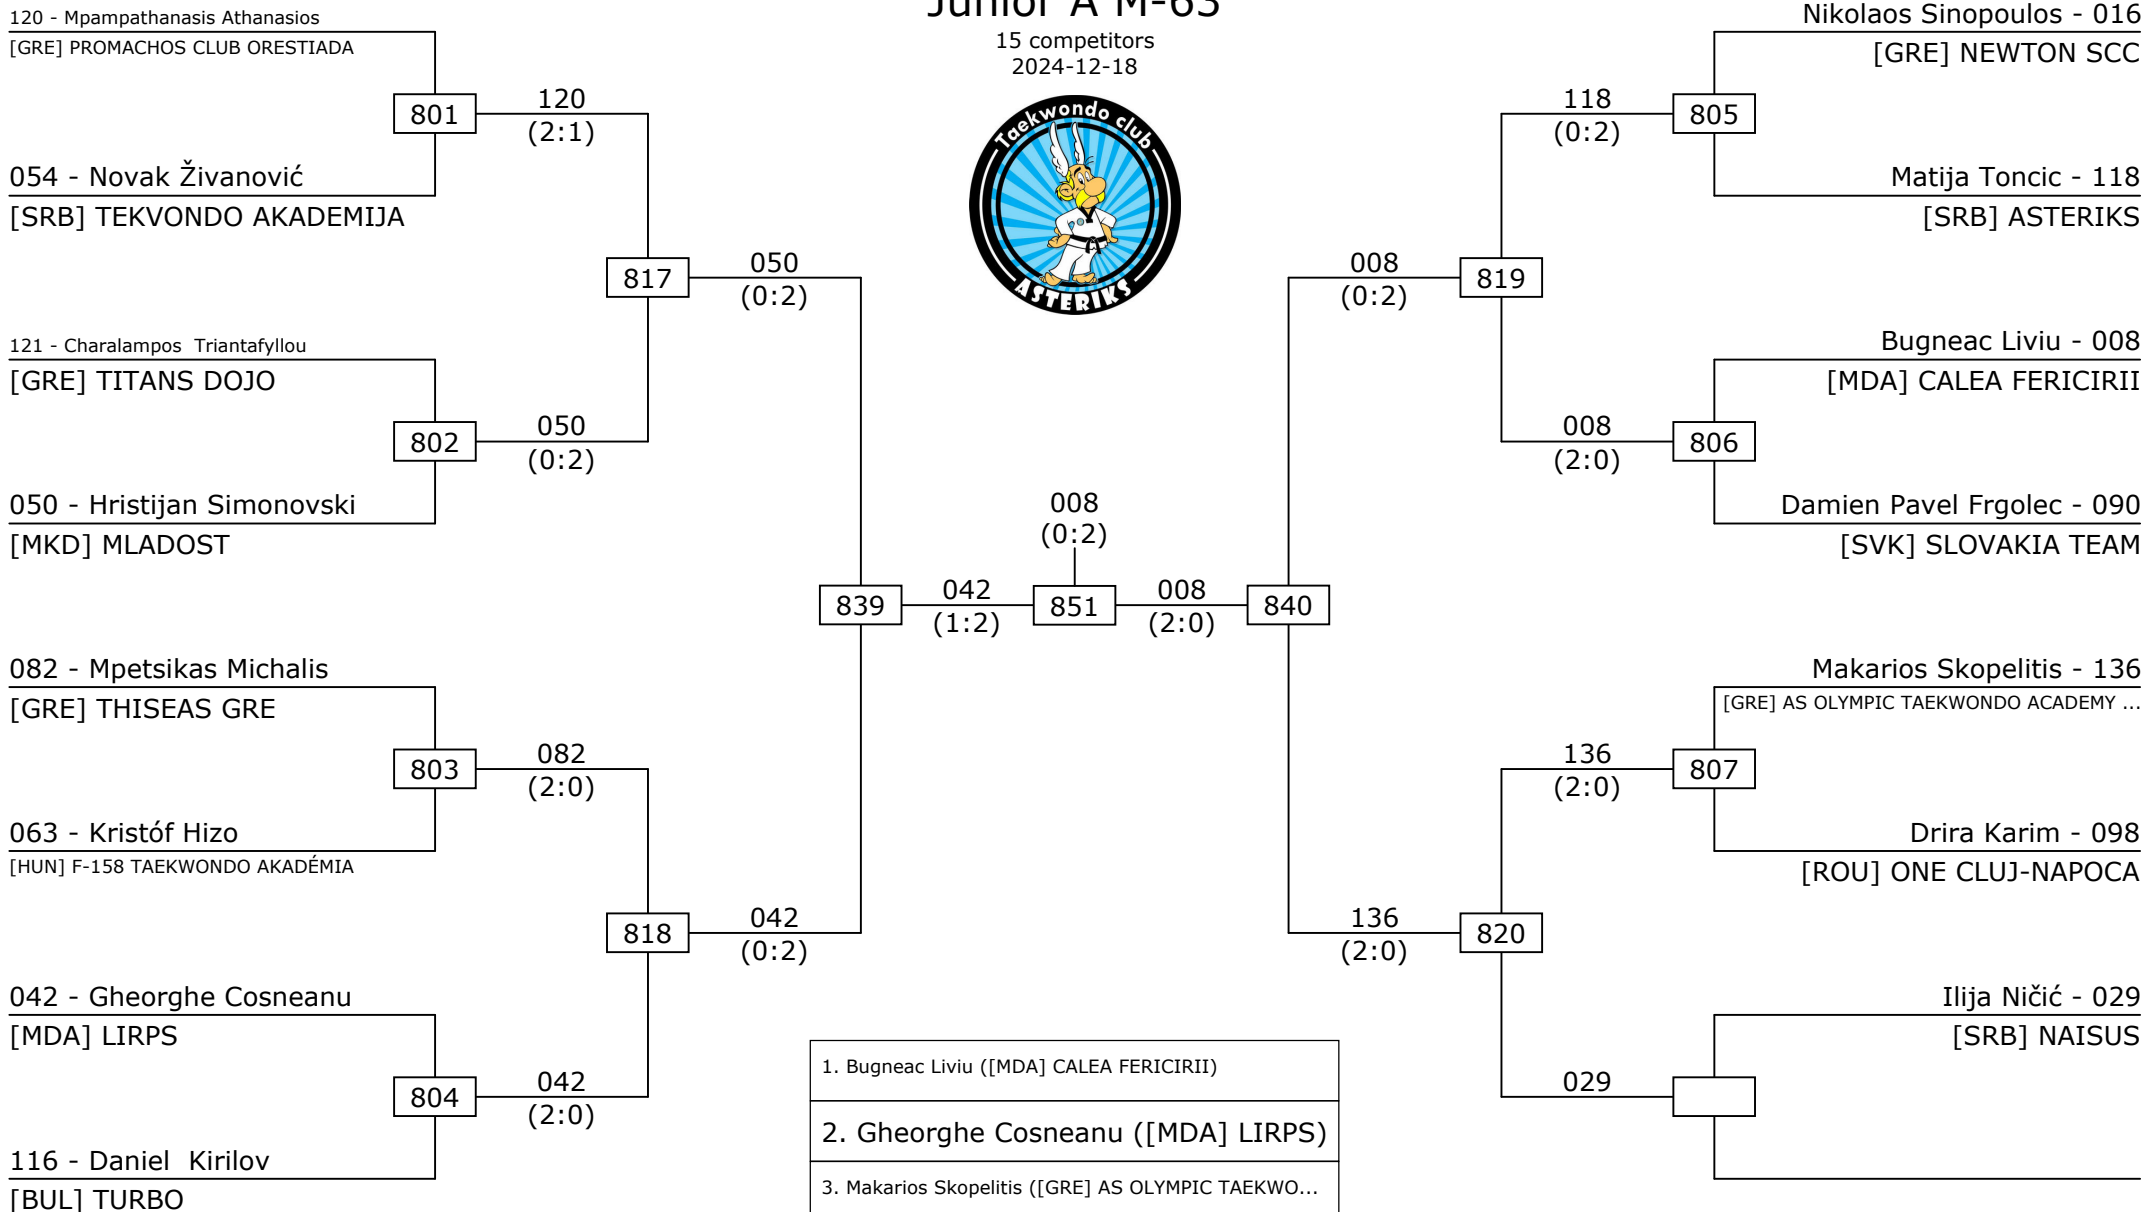 Junior A M-63
15 competitors
2024-12-18
Taekwondo club
ASTERIKS
120 - Mpampathanasis Athanasios
[GRE] PROMACHOS CLUB ORESTIADA
801
120
(2:1)
054 - Novak Živanović
[SRB] TEKVONDO AKADEMIJA
817
050
(0:2)
121 - Charalampos  Triantafyllou
[GRE] TITANS DOJO
802
050
(0:2)
050 - Hristijan Simonovski
[MKD] MLADOST
839
042
(1:2)
082 - Mpetsikas Michalis
[GRE] THISEAS GRE
803
082
(2:0)
063 - Kristóf Hizo
[HUN] F-158 TAEKWONDO AKADÉMIA
818
042
(0:2)
042 - Gheorghe Cosneanu
[MDA] LIRPS
804
042
(2:0)
116 - Daniel  Kirilov
[BUL] TURBO
008
(0:2)
851
Nikolaos Sinopoulos - 016
[GRE] NEWTON SCC
118
(0:2)
805
Matija Toncic - 118
[SRB] ASTERIKS
008
(0:2)
819
Bugneac Liviu - 008
[MDA] CALEA FERICIRII
008
(2:0)
806
Damien Pavel Frgolec - 090
[SVK] SLOVAKIA TEAM
008
(2:0)
840
Makarios Skopelitis - 136
[GRE] AS OLYMPIC TAEKWONDO ACADEMY ...
136
(2:0)
807
Drira Karim - 098
[ROU] ONE CLUJ-NAPOCA
136
(2:0)
820
Ilija Ničić - 029
[SRB] NAISUS
029
1. Bugneac Liviu ([MDA] CALEA FERICIRII)
2. Gheorghe Cosneanu ([MDA] LIRPS)
3. Makarios Skopelitis ([GRE] AS OLYMPIC TAEKWO...